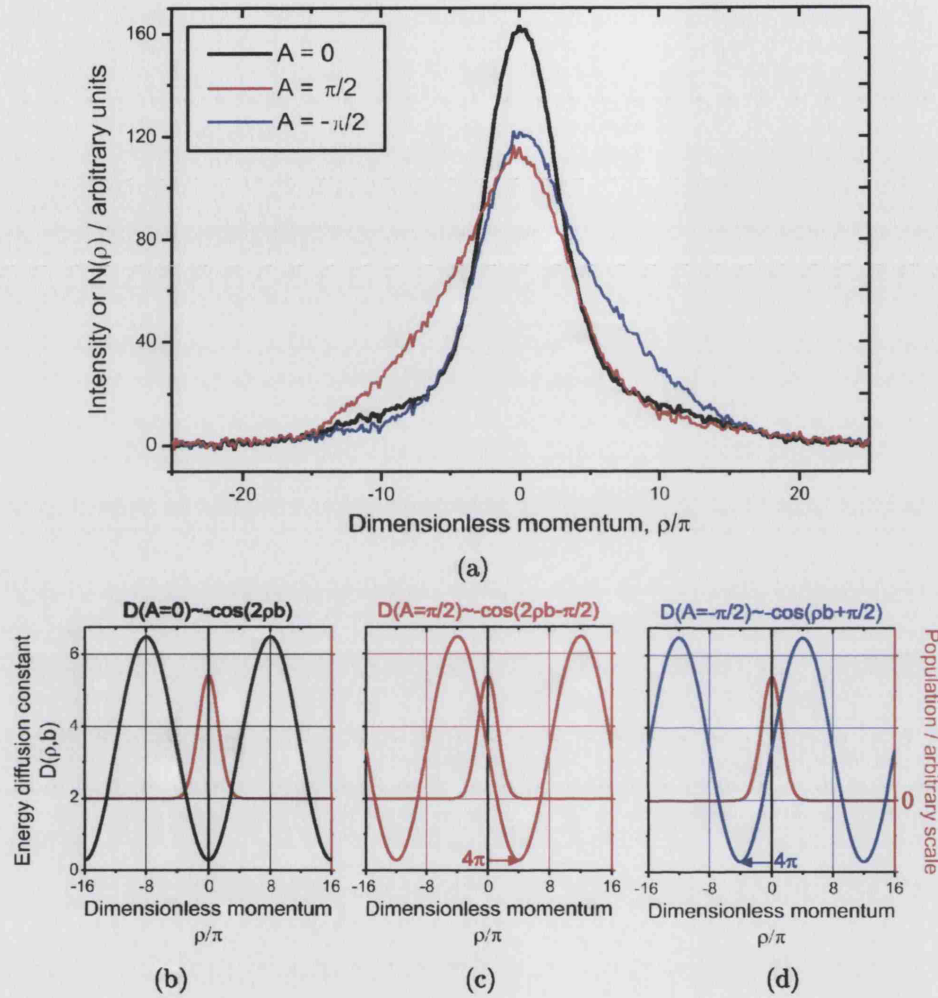 160
120
80
40
0
Intensity or N(ρ) / arbitrary units
A = 0
A = π/2
A = -π/2
-20 -10 0 10 20
Dimensionless momentum, ρ/π
(a)
D(A=0)~-cos(2ρb)
D(A=π/2)~-cos(2ρb-π/2)
D(A=-π/2)~-cos(ρb+π/2)
Energy diffusion constant
D(ρ,b)
6
4
2
0
-16 -8 0 8 16
Dimensionless momentum
ρ/π
(b)
4π
-16 -8 0 8 16
Dimensionless momentum
ρ/π
(c)
4π
-16 -8 0 8 16
Dimensionless momentum
ρ/π
(d)
0
Population / arbitrary scale